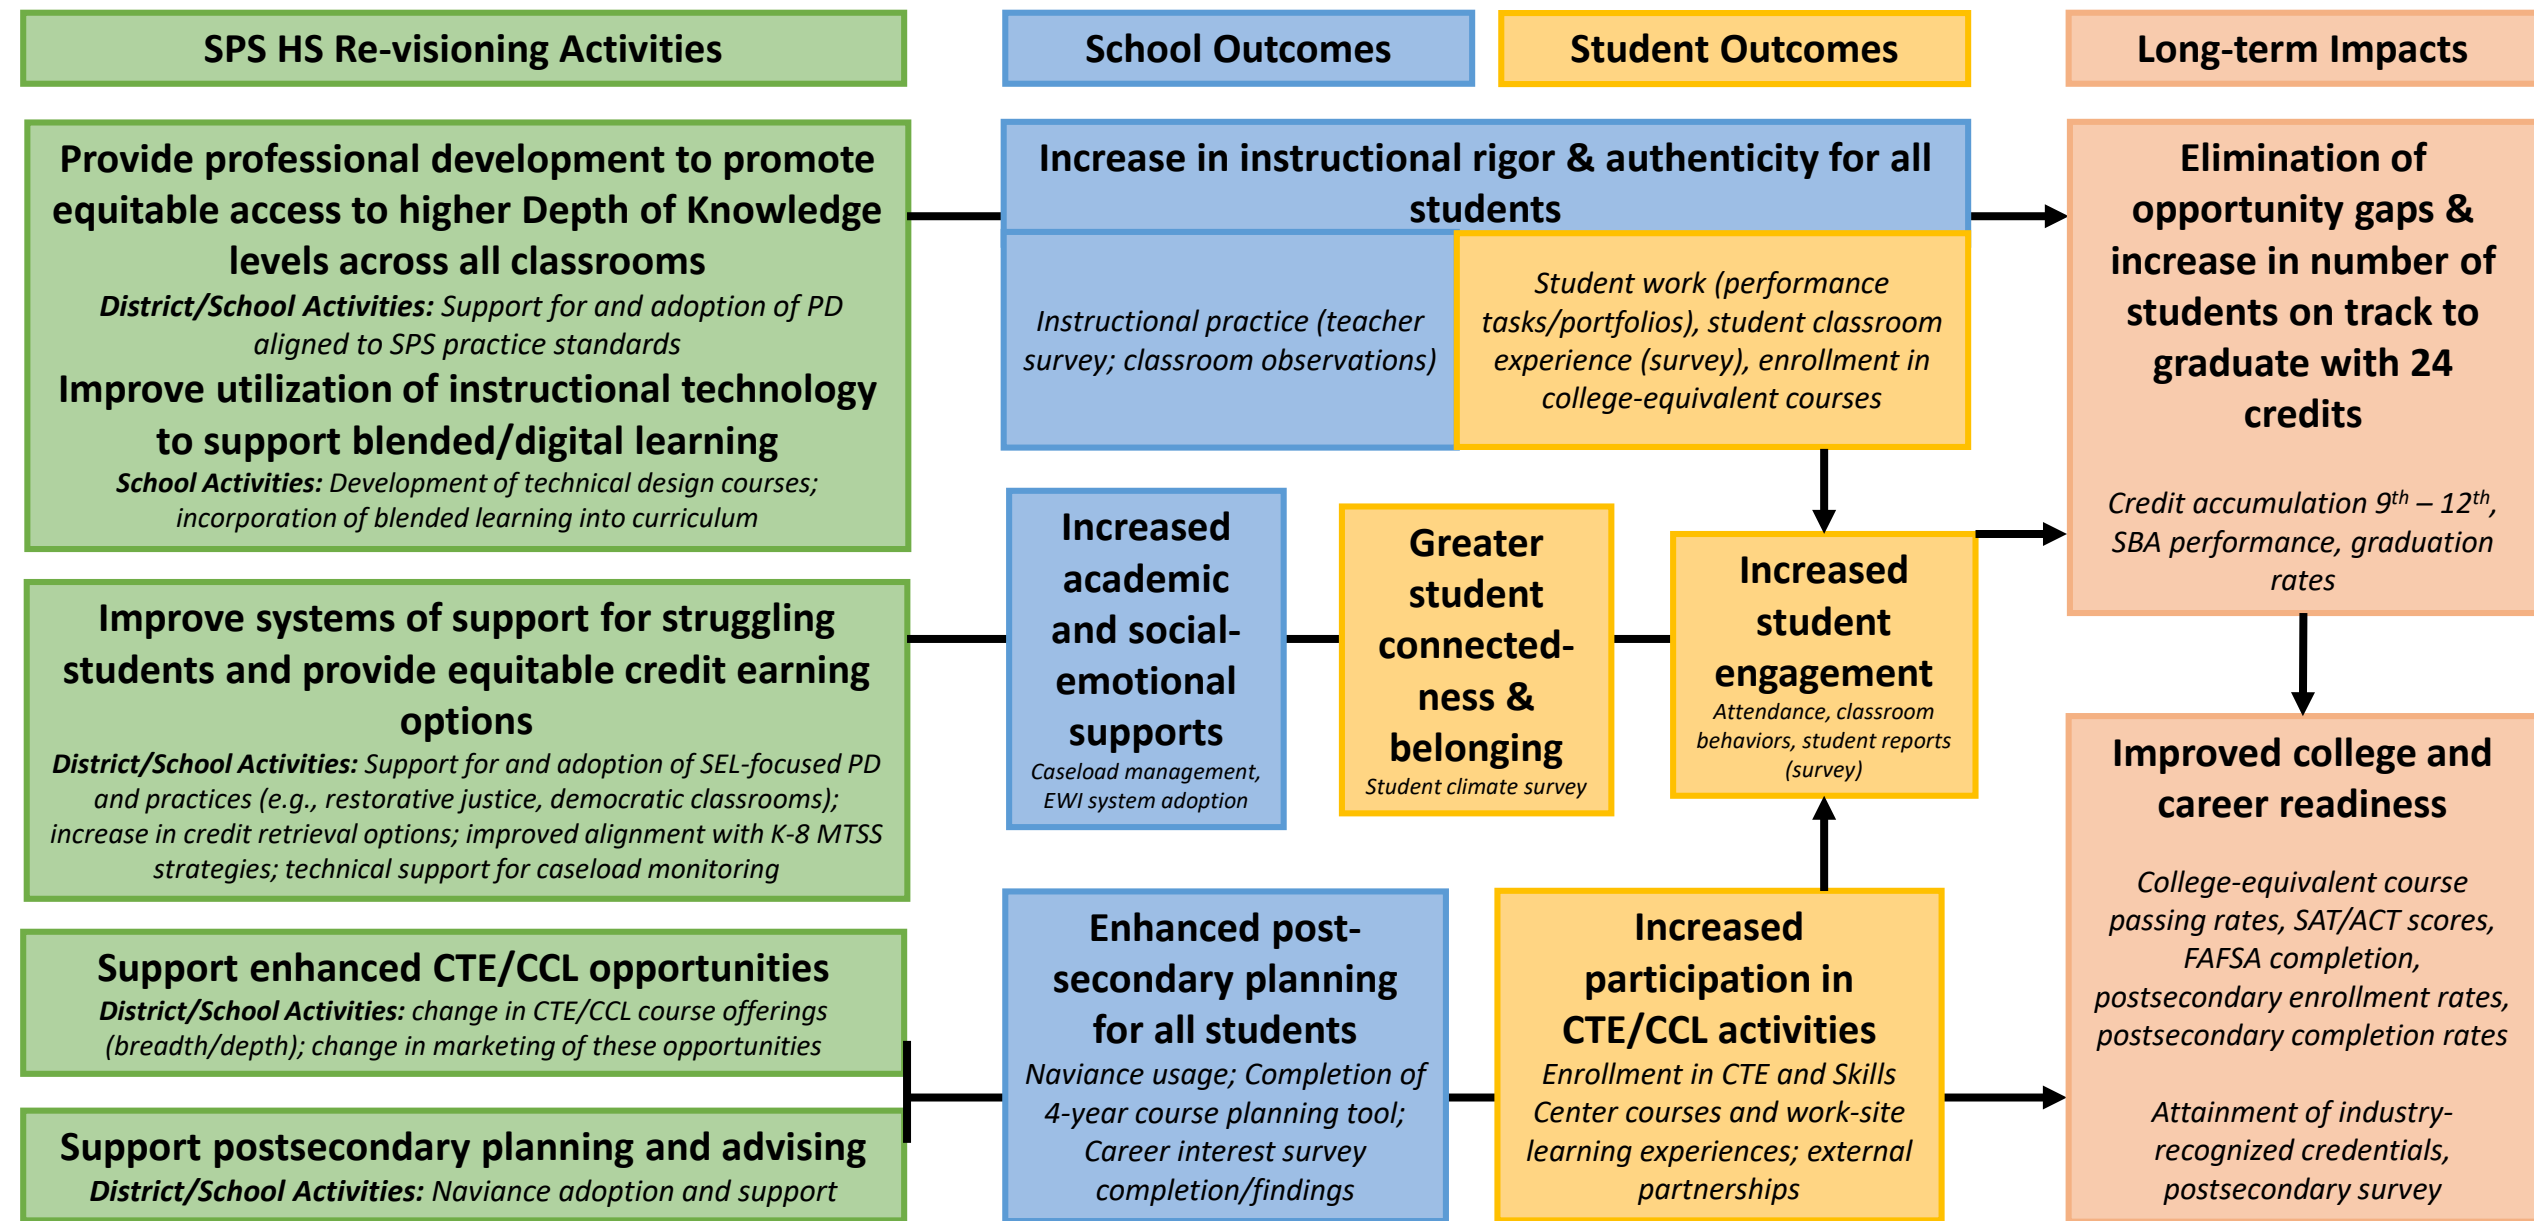 SPS HS Re-visioning Activities
School Outcomes
Student Outcomes
Long-term Impacts
Provide professional development to promote
equitable access to higher Depth of Knowledge
levels across all classrooms
District/School Activities: Support for and adoption of PD
aligned to SPS practice standards
Improve utilization of instructional technology
to support blended/digital learning
School Activities: Development of technical design courses;
incorporation of blended learning into curriculum
Increase in instructional rigor & authenticity for all
students
Instructional practice (teacher
survey; classroom observations)
Student work (performance
tasks/portfolios), student classroom
experience (survey), enrollment in
college-equivalent courses
Elimination of
opportunity gaps &
increase in number of
students on track to
graduate with 24
credits
Credit accumulation 9th – 12th,
SBA performance, graduation
rates
Improve systems of support for struggling
students and provide equitable credit earning
options
District/School Activities: Support for and adoption of SEL-focused PD
and practices (e.g., restorative justice, democratic classrooms);
increase in credit retrieval options; improved alignment with K-8 MTSS
strategies; technical support for caseload monitoring
Increased
academic
and social-
emotional
supports
Caseload management,
EWI system adoption
Greater
student
connected-
ness &
belonging
Student climate survey
Increased
student
engagement
Attendance, classroom
behaviors, student reports
(survey)
Support enhanced CTE/CCL opportunities
District/School Activities: change in CTE/CCL course offerings
(breadth/depth); change in marketing of these opportunities
Support postsecondary planning and advising
District/School Activities: Naviance adoption and support
Enhanced post-
secondary planning
for all students
Naviance usage; Completion of
4-year course planning tool;
Career interest survey
completion/findings
Increased
participation in
CTE/CCL activities
Enrollment in CTE and Skills
Center courses and work-site
learning experiences; external
partnerships
Improved college and
career readiness
College-equivalent course
passing rates, SAT/ACT scores,
FAFSA completion,
postsecondary enrollment rates,
postsecondary completion rates
Attainment of industry-
recognized credentials,
postsecondary survey